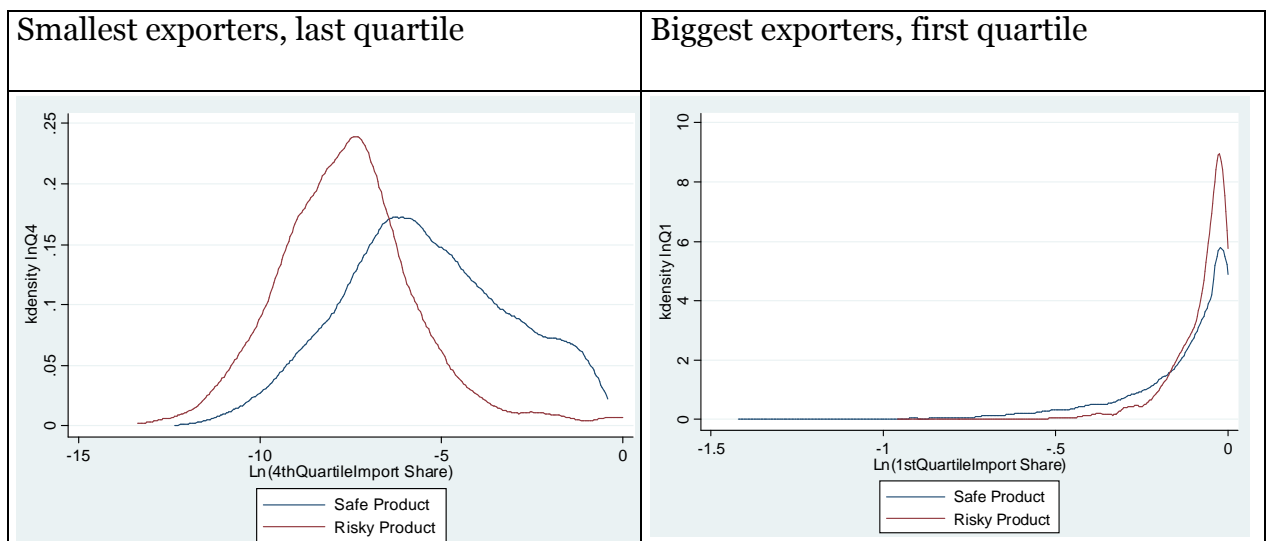 Smallest exporters, last quartile
Biggest exporters, first quartile
kdensity lnQ4
.25
.2
.15
.1
.05
0
-15
-10
-5
0
Ln(4thQuartileImport Share)
Safe Product
Risky Product
kdensity lnQ1
10
8
6
4
2
0
-1.5
-1
-.5
0
Ln(1stQuartileImport Share)
Safe Product
Risky Product